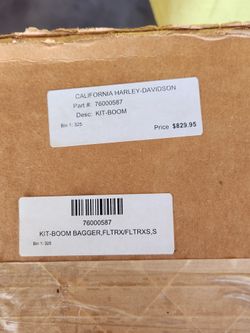 CALIFORNIA HARLEY-DAVIDSON
Part #: 76000587
Desc: KIT-BOOM
Bin 1: 325 Price $829.95
76000587
KIT-BOOM BAGGER,FLTRX/FLTRXS,S
Bin 1: 325